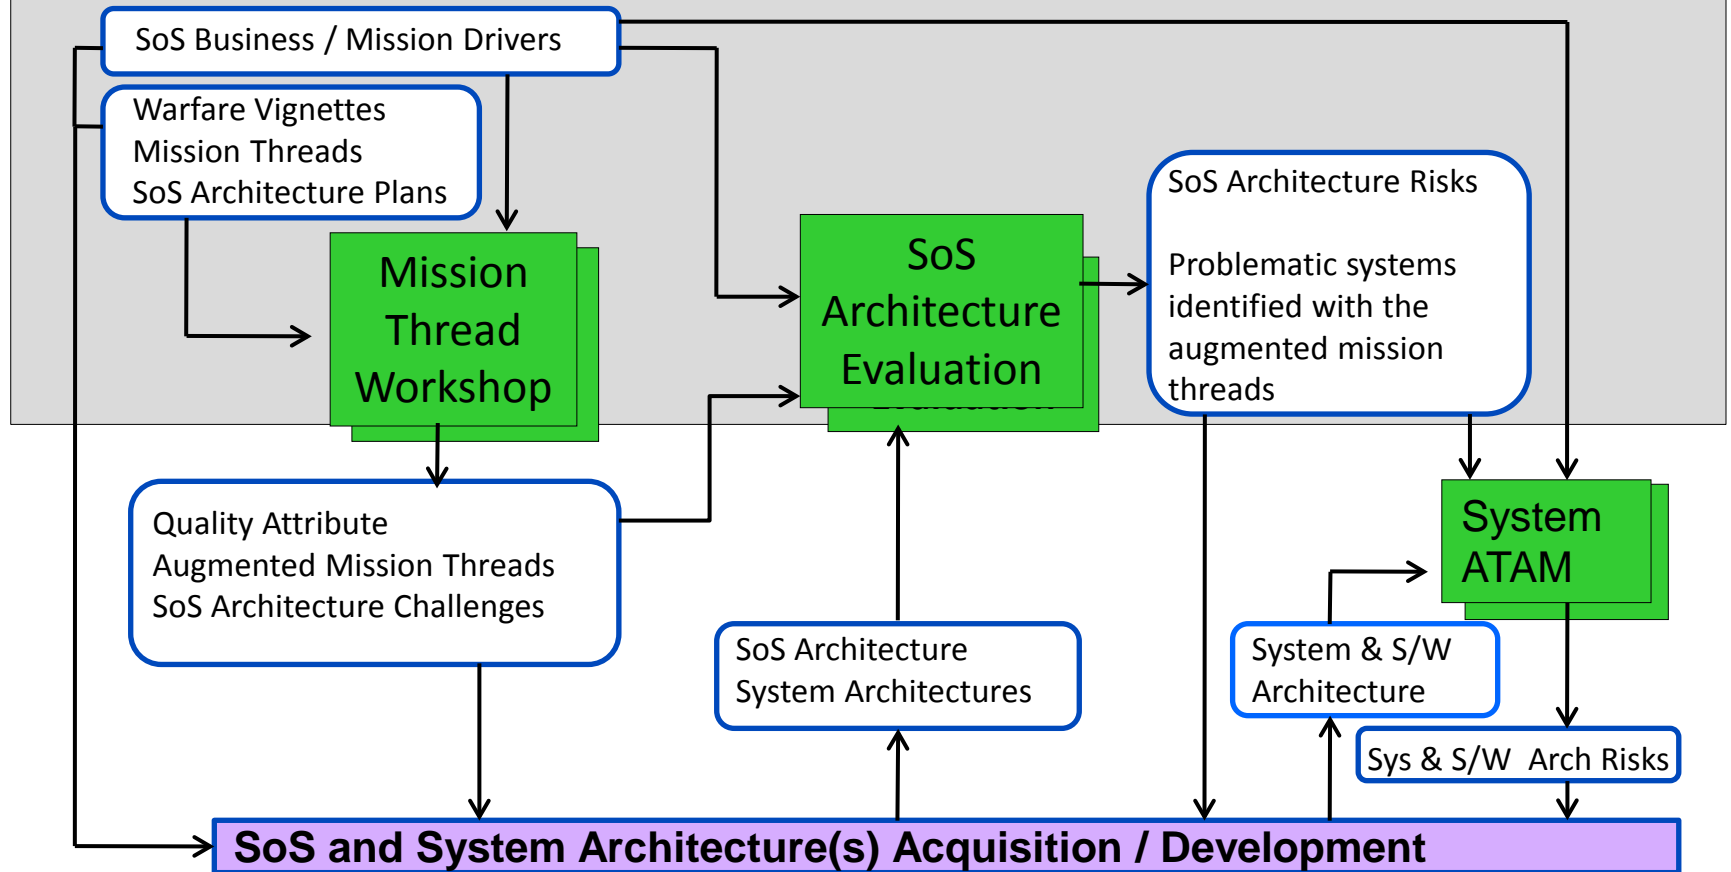 SoS Business / Mission Drivers
Warfare Vignettes
Mission Threads
SoS Architecture Plans
Mission
Thread
Workshop
SoS
Architecture
Evaluation
Evaluation
SoS Architecture Risks
Problematic systems
identified with the
augmented mission
threads
Quality Attribute
Augmented Mission Threads
SoS Architecture Challenges
SoS Architecture
System Architectures
System
ATAM
System & S/W
Architecture
Sys & S/W Arch Risks
SoS and System Architecture(s) Acquisition / Development